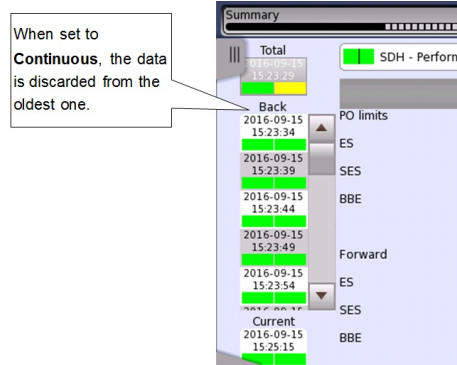 When set to
Continuous, the data
is discarded from the
oldest one.
Summary
Total
2016-09-15
15:23:29
Back
2016-09-15
15:23:34
2016-09-15
15:23:39
2016-09-15
15:23:44
2016-09-15
15:23:49
2016-09-15
15:23:54
Current
2016-09-15
15:25:15
SDH - Perform
PO limits
ES
SES
BBE
Forward
ES
SES
BBE